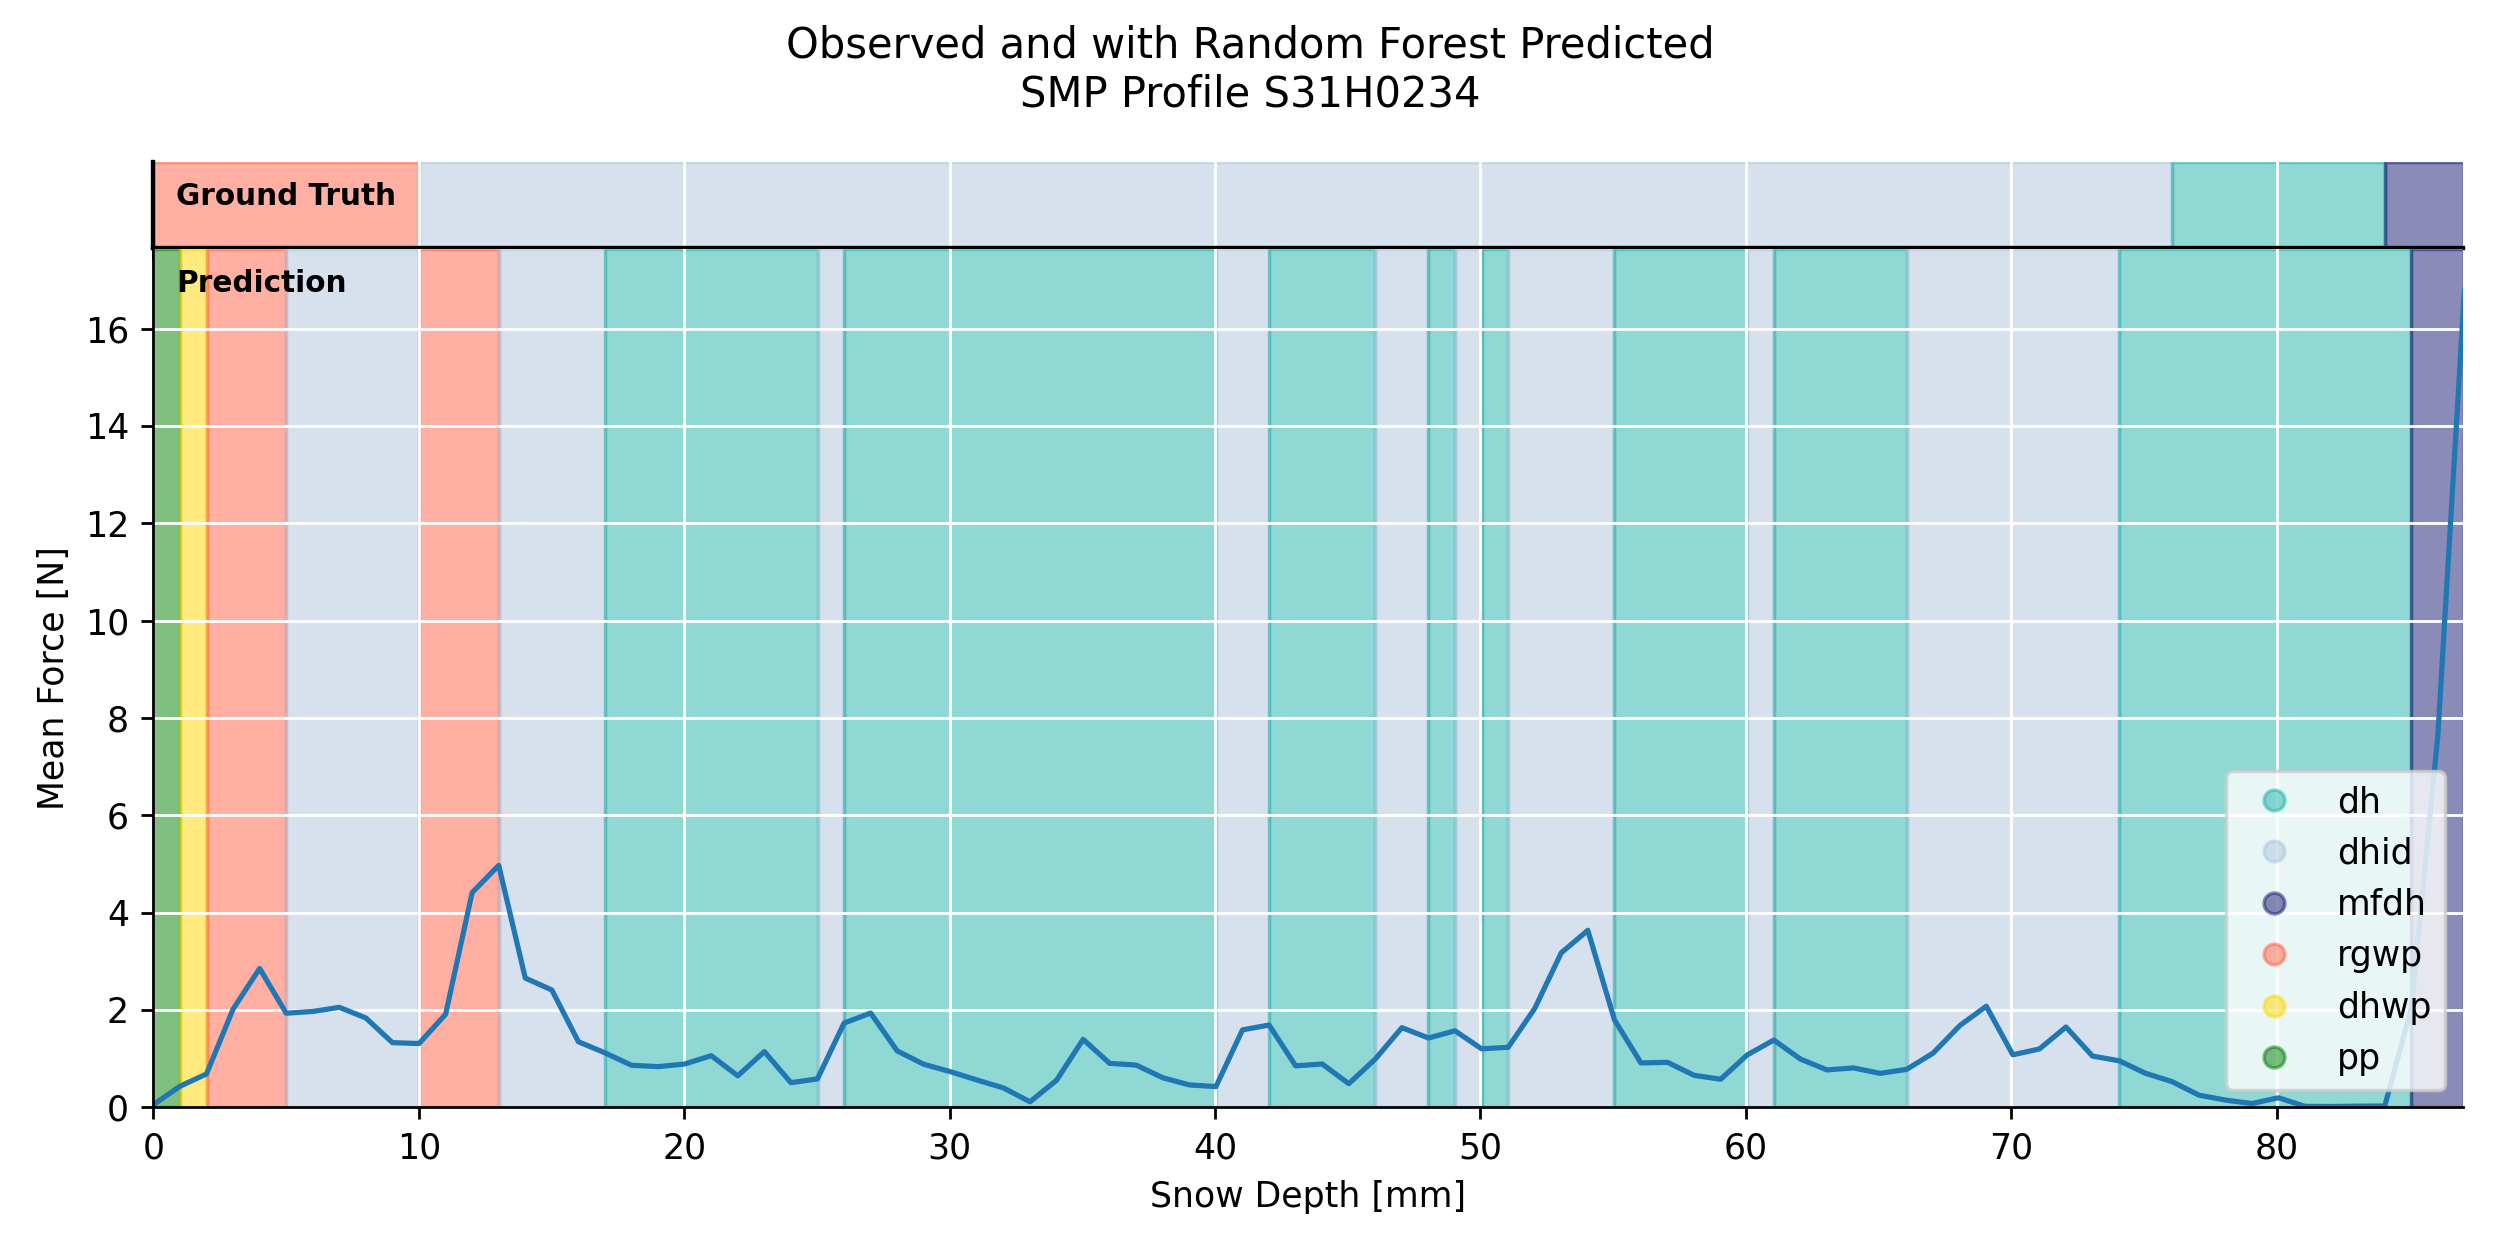 Observed and with Random Forest Predicted
SMP Profile S31H0234
Ground Truth
Prediction
16
14
12
10
8
6
4
2
0
Mean Force [N]
dh
dhid
mfdh
rgwp
dhwp
pp
0 10 20 30 40 50 60 70 80
Snow Depth [mm]